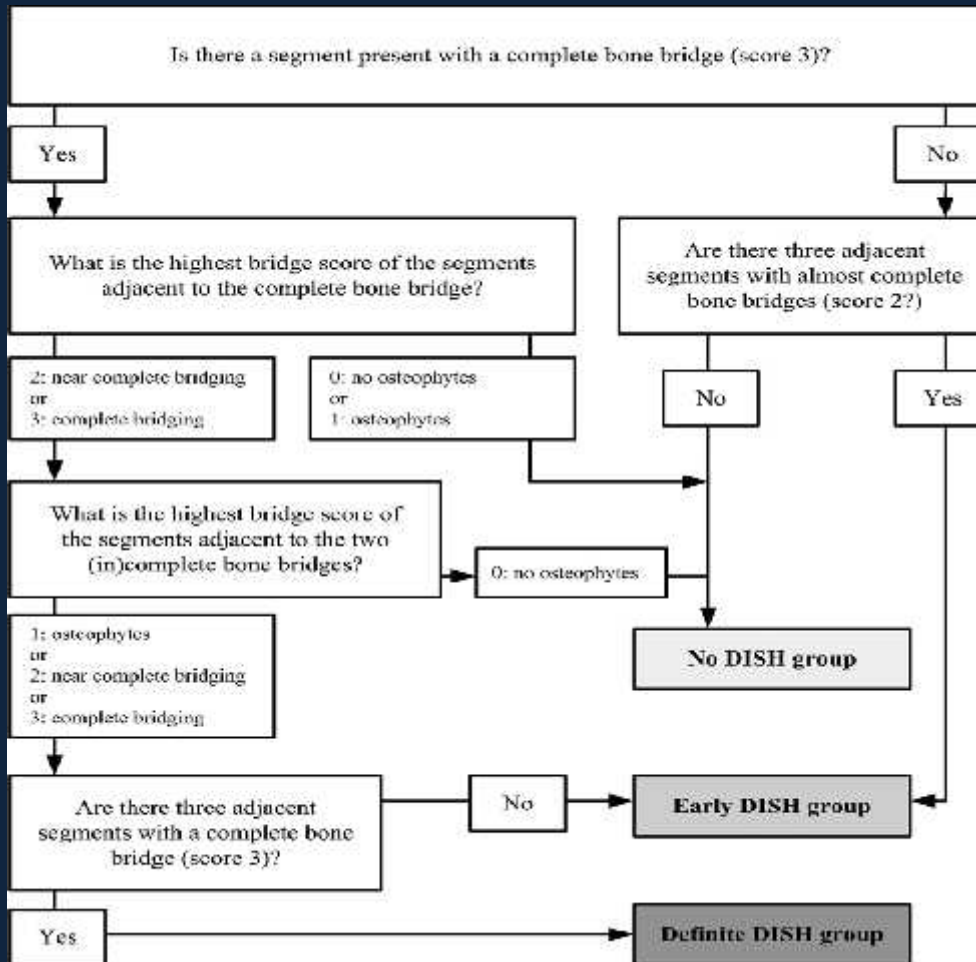 Is there a segment present with a complete bone bridge (score 3)?
Yes
No
What is the highest bridge score of the segments
adjacent to the complete bone bridge?
Are there three adjacent
segments with almost complete
bone bridges (score 2?)
2: near complete bridging
or
3: complete bridging
0: no osteophytes
or
1: osteophytes
No
Yes
What is the highest bridge score of
the segments adjacent to the two
(in)complete bone bridges?
0: no osteophytes
1: osteophytes
or
2: near complete bridging
or
3: complete bridging
No DISH group
Are there three adjacent
segments with a complete bone
bridge (score 3)?
No
Early DISH group
Yes
Definite DISH group